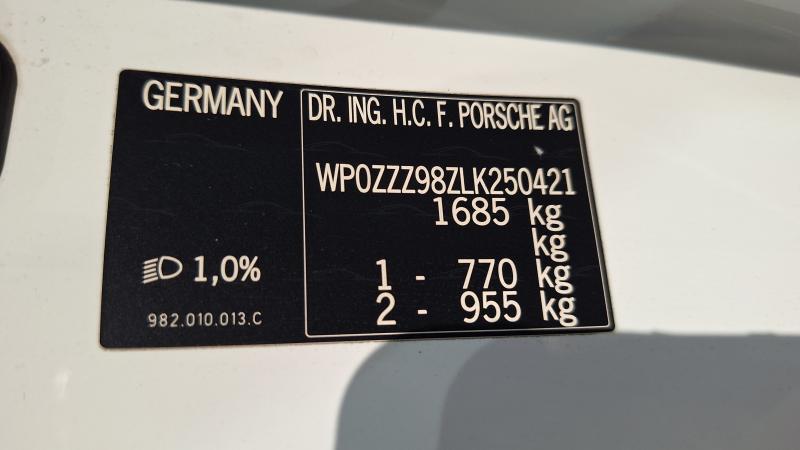 GERMANY
1,0%
982.010.013.C
DR. ING. H.C. F. PORSCHE AG
WP0ZZZ98ZLK250421
1685 kg
kg
1 - 770 kg
2 - 955 kg